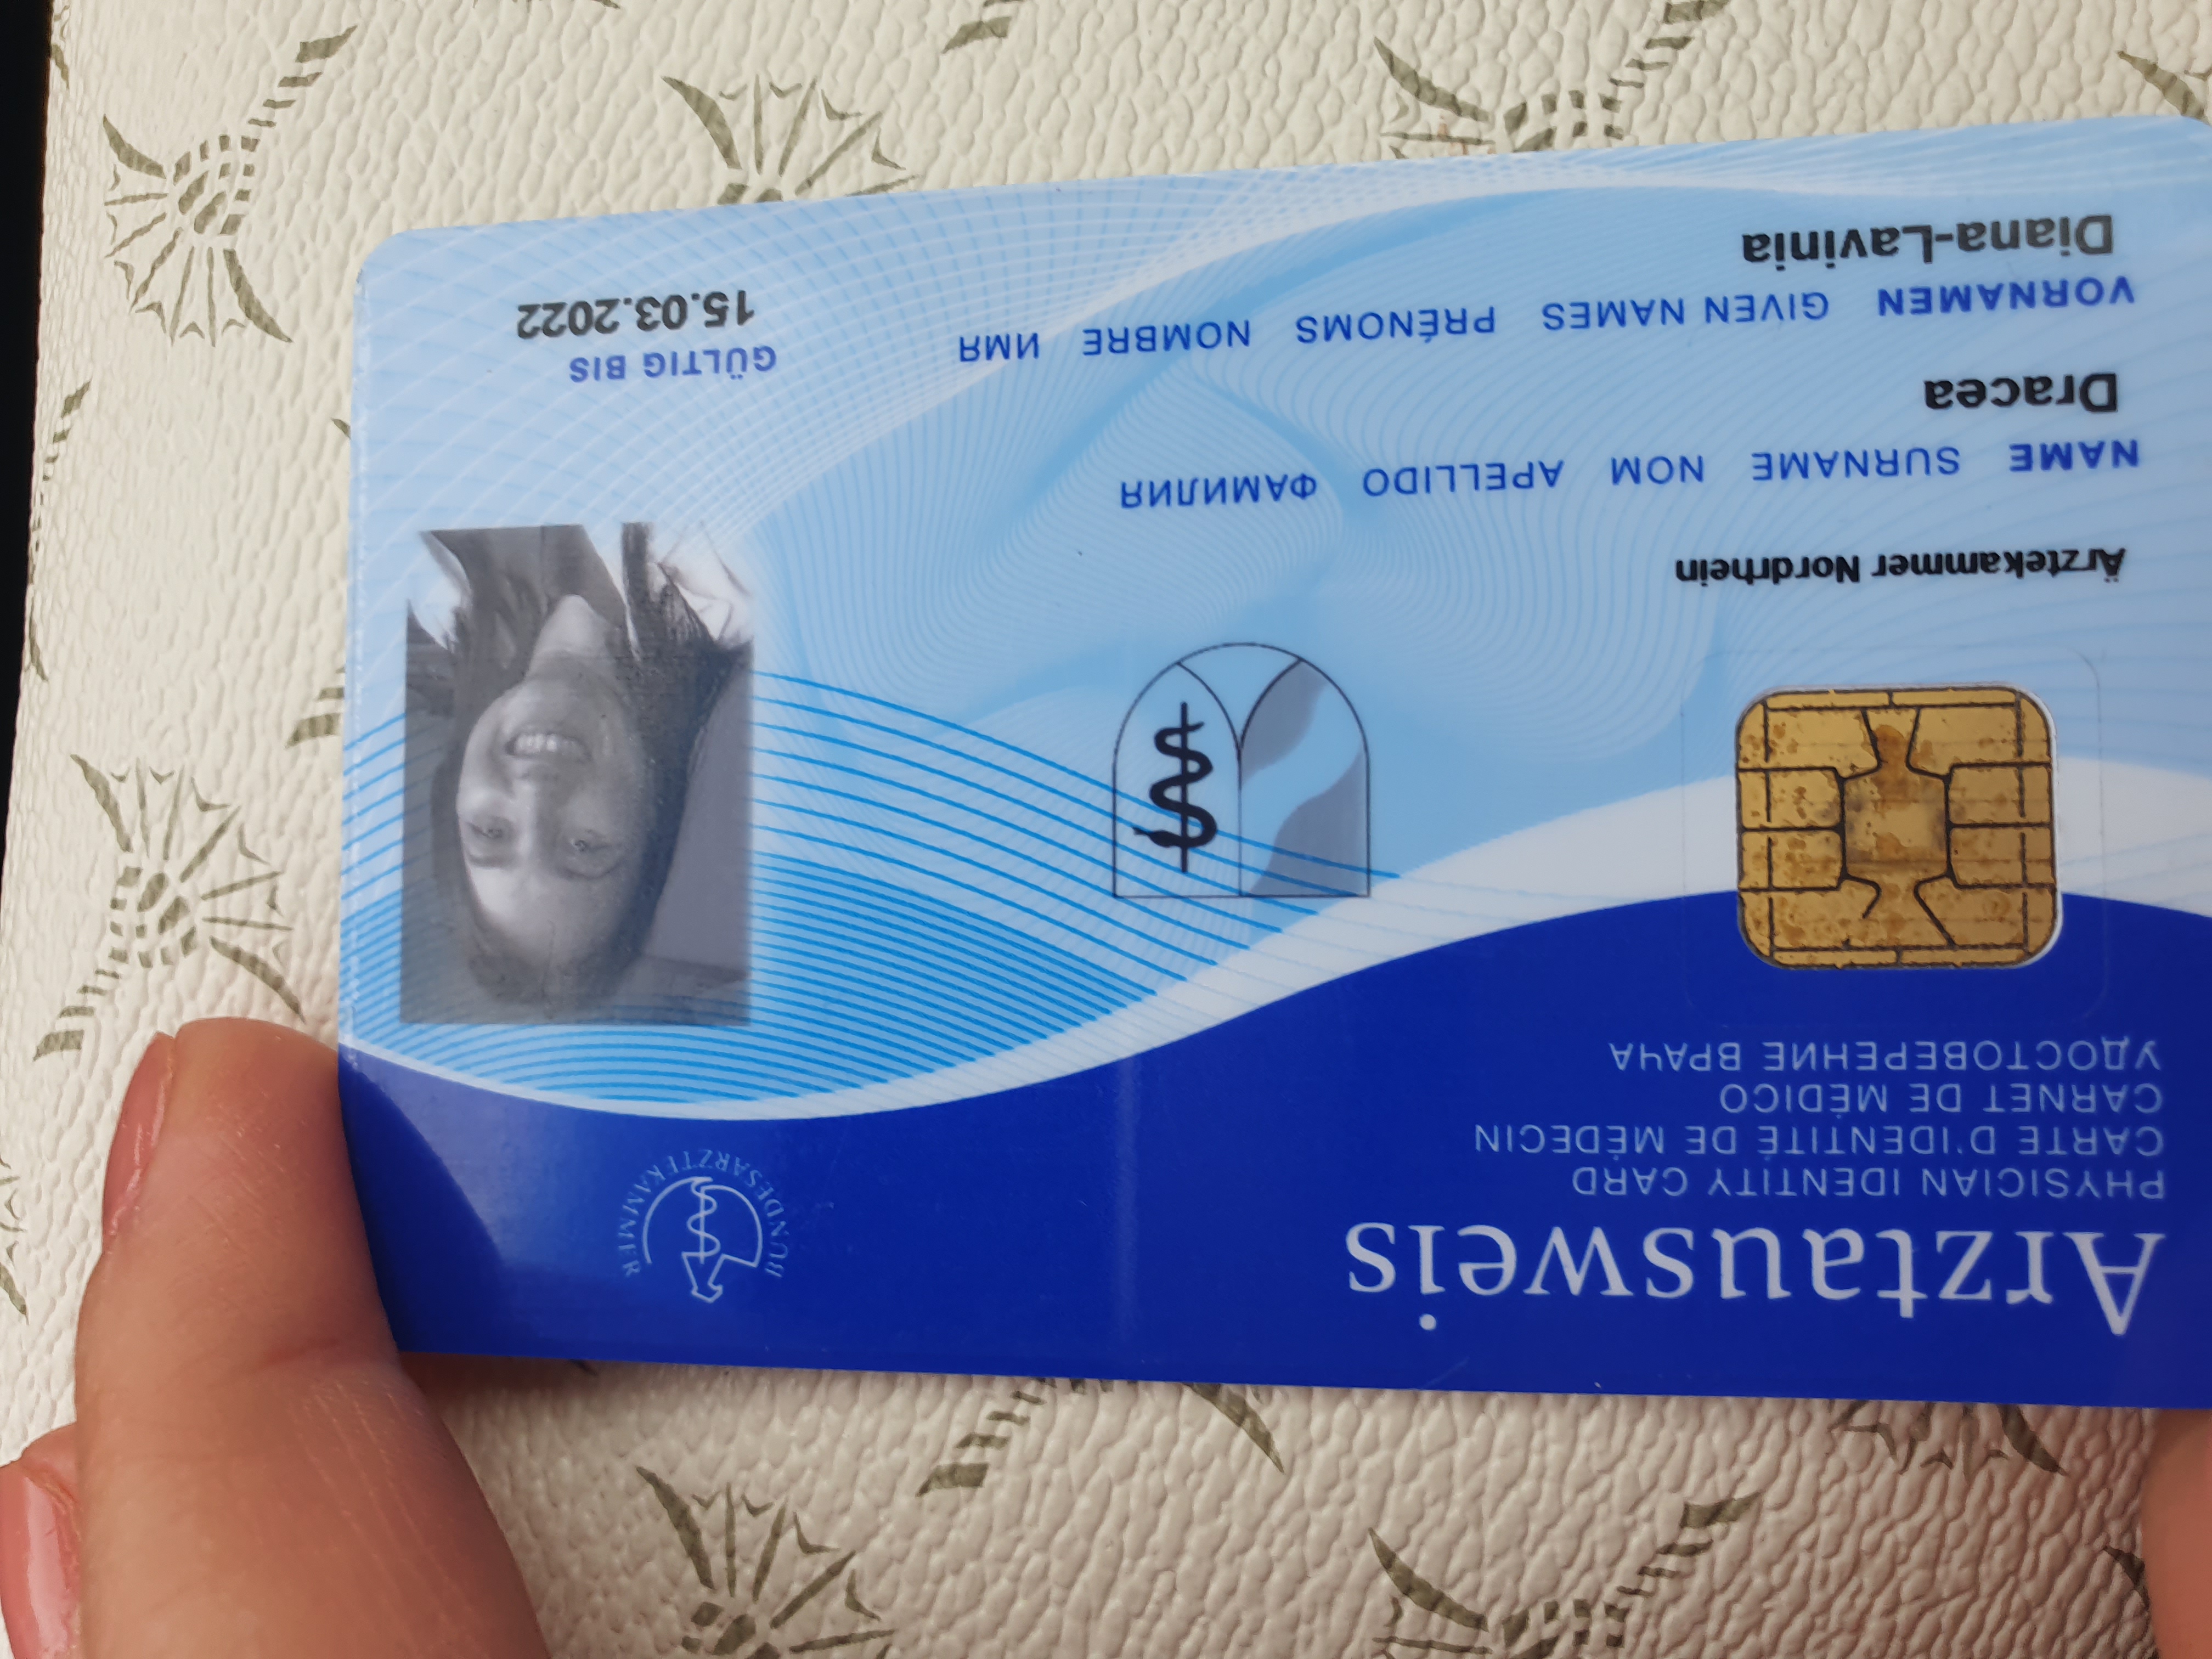 Arztausweis
PHYSICIAN IDENTITY CARD
CARTE D'IDENTITÉ DE MÉDECIN
CARNET DE MÉDICO
УДОСТОВЕРЕНИЕ ВРАЧА
BUNDESÄRZTEKAMMER
Ärztekammer Nordrhein
NAME SURNAME NOM APELLIDO ФАМИЛИЯ
Dracea
VORNAMEN GIVEN NAMES PRÉNOMS NOMBRE ИМЯ
Diana-Lavinia
GÜLTIG BIS
15.03.2022